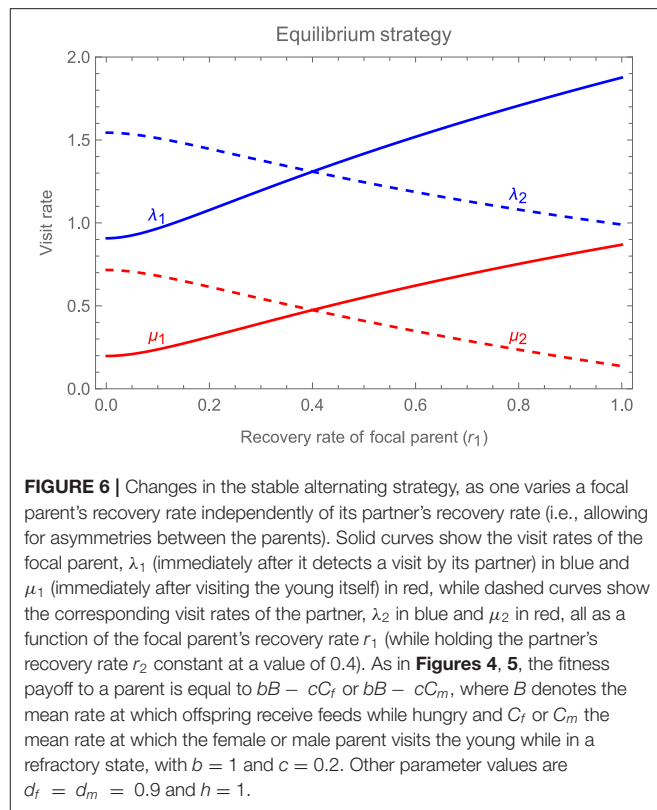 Equilibrium strategy
2.0
1.5
1.0
0.5
0.0
Visit rate
λ1
λ2
μ1
μ2
0.0 0.2 0.4 0.6 0.8 1.0
Recovery rate of focal parent (r1)
FIGURE 6 | Changes in the stable alternating strategy, as one varies a focal
parent's recovery rate independently of its partner's recovery rate (i.e., allowing
for asymmetries between the parents). Solid curves show the visit rates of the
focal parent, λ1 (immediately after it detects a visit by its partner) in blue and
μ1 (immediately after visiting the young itself) in red, while dashed curves show
the corresponding visit rates of the partner, λ2 in blue and μ2 in red, all as a
function of the focal parent's recovery rate r1 (while holding the partner's
recovery rate r2 constant at a value of 0.4). As in Figures 4, 5, the fitness
payoff to a parent is equal to bB − cCf or bB − cCm, where B denotes the
mean rate at which offspring receive feeds while hungry and Cf or Cm the
mean rate at which the female or male parent visits the young while in a
refractory state, with b = 1 and c = 0.2. Other parameter values are
df = dm = 0.9 and h = 1.